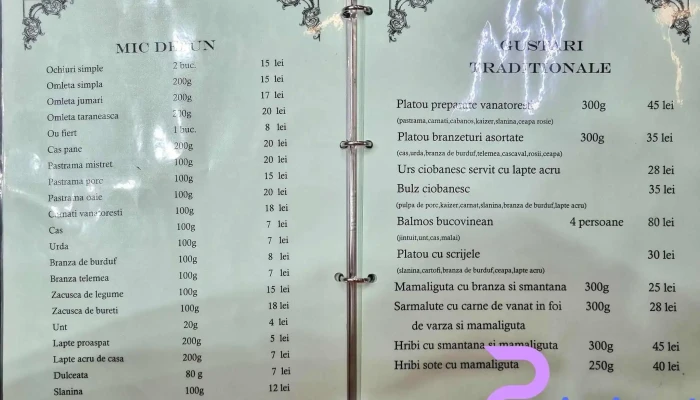 MIC DEJUN
Ochiuri simple 2 buc. 15 lei
Omleta simpla 200g 15 lei
Omleta jumari 200g 17 lei
Omleta taraneasca 200g 20 lei
Ou fiert 1 buc. 8 lei
Cas pane 200g 20 lei
Pastrama mistret 100g 20 lei
Pastrama porc 100g 15 lei
Pastrama oaie 100g 20 lei
Carnati vanatoresti 100g 18 lei
Cas 100g 7 lei
Urda 100g 7 lei
Branza de burduf 100g 8 lei
Branza telemea 100g 7 lei
Zacusca de legume 100g 15 lei
Zacusca de bureti 100g 18 lei
Unt 20g 4 lei
Lapte proaspat 200g 5 lei
Lapte acru de casa 200g 7 lei
Dulceata 80 g 7 lei
Slanina 100g 12 lei
GUSTARI
TRADITIONALE
Platou preparate vanatoresti 300g 45 lei
(pastrama,carnati,cabanos,kaizer,slanina,ceapa rosie)
Platou branzeturi asortate 300g 35 lei
(cas,urda,branza de burduf,telemea,cascaval,rosii,ceapa)
Urs ciobanesc servit cu lapte acru 28 lei
Bulz ciobanesc 35 lei
(pulpa de porc,kaizer,carnat,slanina,branza de burduf,lapte acru)
Balmos bucovinean 4 persoane 80 lei
(jintuit,unt,cas,malai)
Platou cu scrijele 30 lei
(slanina,cartofi,branza de burduf,ceapa,lapte acru)
Mamaliguta cu branza si smantana 300g 25 lei
Sarmalute cu carne de vanat in foi 300g 28 lei
de varza si mamaliguta
Hribi cu smantana si mamaliguta 300g 45 lei
Hribi sote cu mamaliguta 250g 40 lei